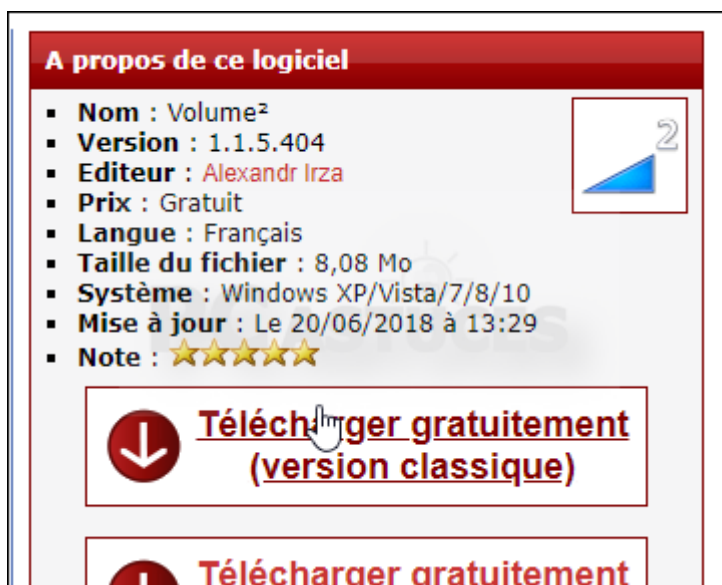 A propos de ce logiciel
2
Nom : Volume²
Version : 1.1.5.404
Editeur : Alexandr Irza
Prix : Gratuit
Langue : Français
Taille du fichier : 8,08 Mo
Système : Windows XP/Vista/7/8/10
Mise à jour : Le 20/06/2018 à 13:29
ASTUCES
Note :
Télécharger gratuitement
(version classique)
Télécharger gratuitement